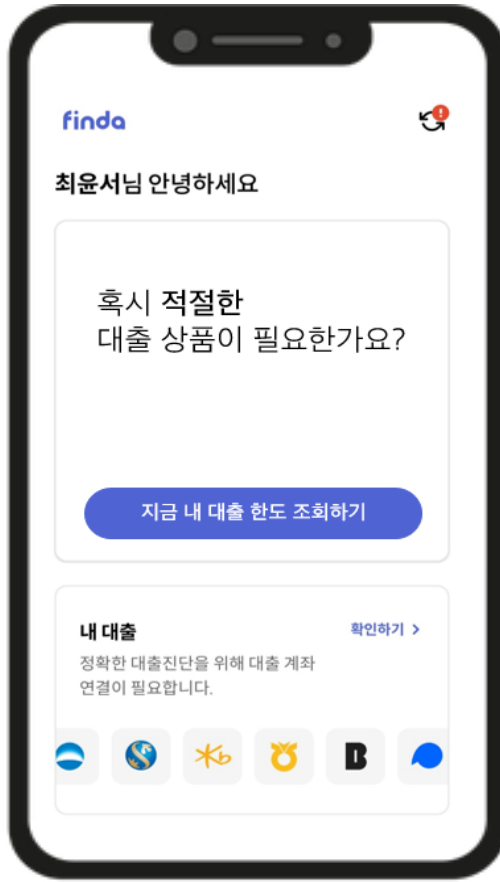 finda
최윤서님 안녕하세요
혹시 적절한
대출 상품이 필요한가요?
지금 내 대출 한도 조회하기
내 대출
확인하기 >
정확한 대출진단을 위해 대출 계좌
연결이 필요합니다.